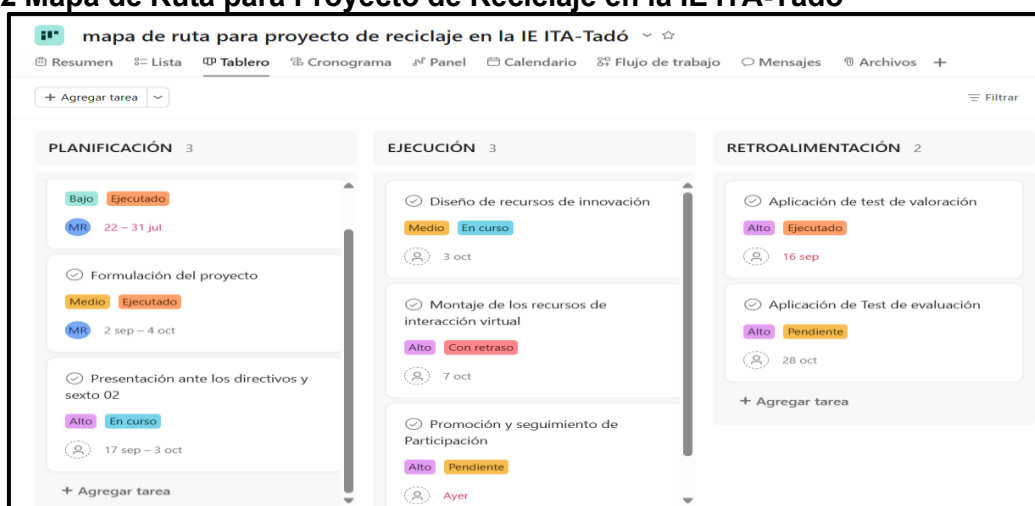 2 Mapa de Ruta para Proyecto de Reciclaje en la IE ITA-Tadó
mapa de ruta para proyecto de reciclaje en la IE ITA-Tadó
Resumen Lista Tablero Cronograma Panel Calendario Flujo de trabajo Mensajes Archivos +
+ Agregar tarea
Filtrar
PLANIFICACIÓN 3
Bajo Ejecutado
MR 22 – 31 jul
Formulación del proyecto
Medio Ejecutado
MR 2 sep – 4 oct
Presentación ante los directivos y
sexto 02
Alto En curso
17 sep – 3 oct
+ Agregar tarea
EJECUCIÓN 3
Diseño de recursos de innovación
Medio En curso
3 oct
Montaje de los recursos de
interacción virtual
Alto Con retraso
7 oct
Promoción y seguimiento de
Participación
Alto Pendiente
Ayer
RETROALIMENTACIÓN 2
Aplicación de test de valoración
Alto Ejecutado
16 sep
Aplicación de Test de evaluación
Alto Pendiente
28 oct
+ Agregar tarea